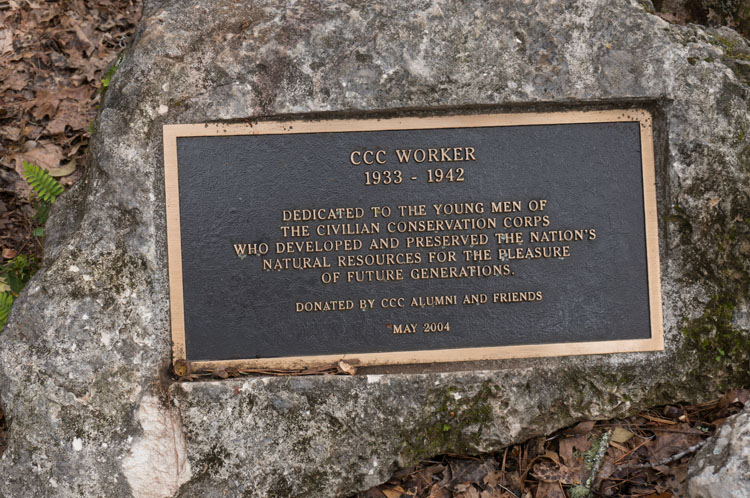 CCC WORKER
1933 - 1942
DEDICATED TO THE YOUNG MEN OF
THE CIVILIAN CONSERVATION CORPS
WHO DEVELOPED AND PRESERVED THE NATION'S
NATURAL RESOURCES FOR THE PLEASURE
OF FUTURE GENERATIONS.
DONATED BY CCC ALUMNI AND FRIENDS
MAY 2004